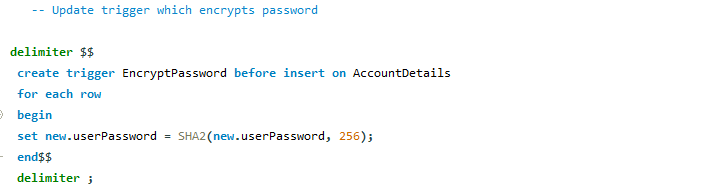 -- Update trigger which encrypts password
delimiter $$
create trigger EncryptPassword before insert on AccountDetails
for each row
begin
set new.userPassword = SHA2(new.userPassword, 256);
end$$
delimiter ;